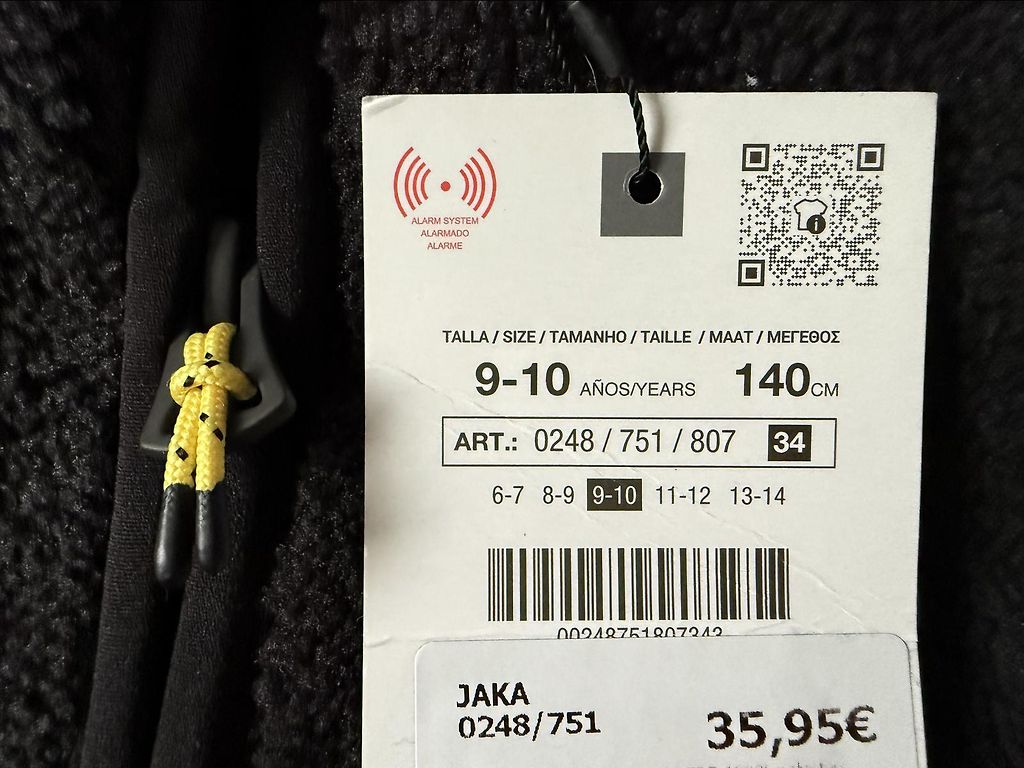 ALARM SYSTEM
ALARMADO
ALARME
TALLA / SIZE / TAMANHO / TAILLE / MAAT / ΜΕΓΕΘΟΣ
9-10 AÑOS/YEARS 140CM
ART.: 0248 / 751 / 807 34
6-7 8-9 9-10 11-12 13-14
00248751807343
JAKA
0248/751
35,95€